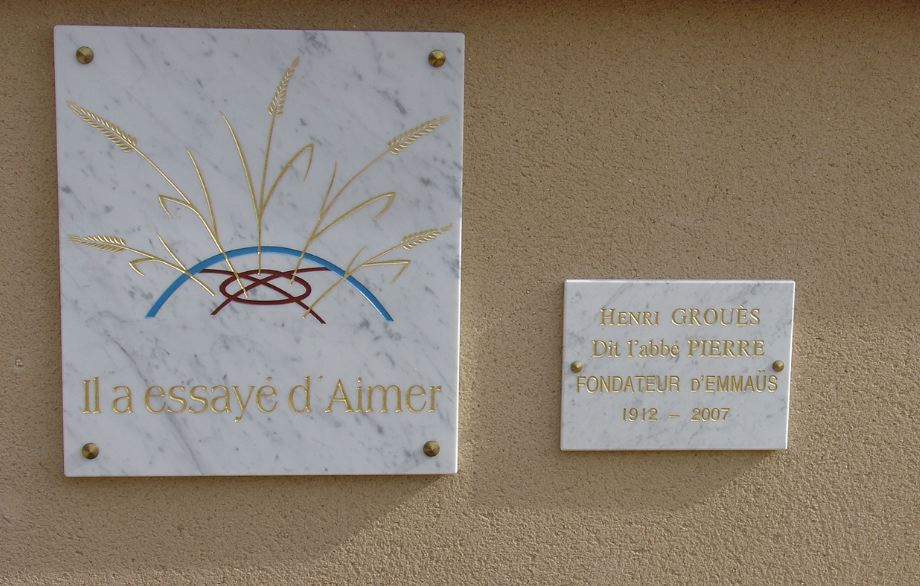 Il a essayé d'Aimer
HENRI GROUÈS
Dit l'abbé PIERRE
FONDATEUR D'EMMAÜS
1912 - 2007